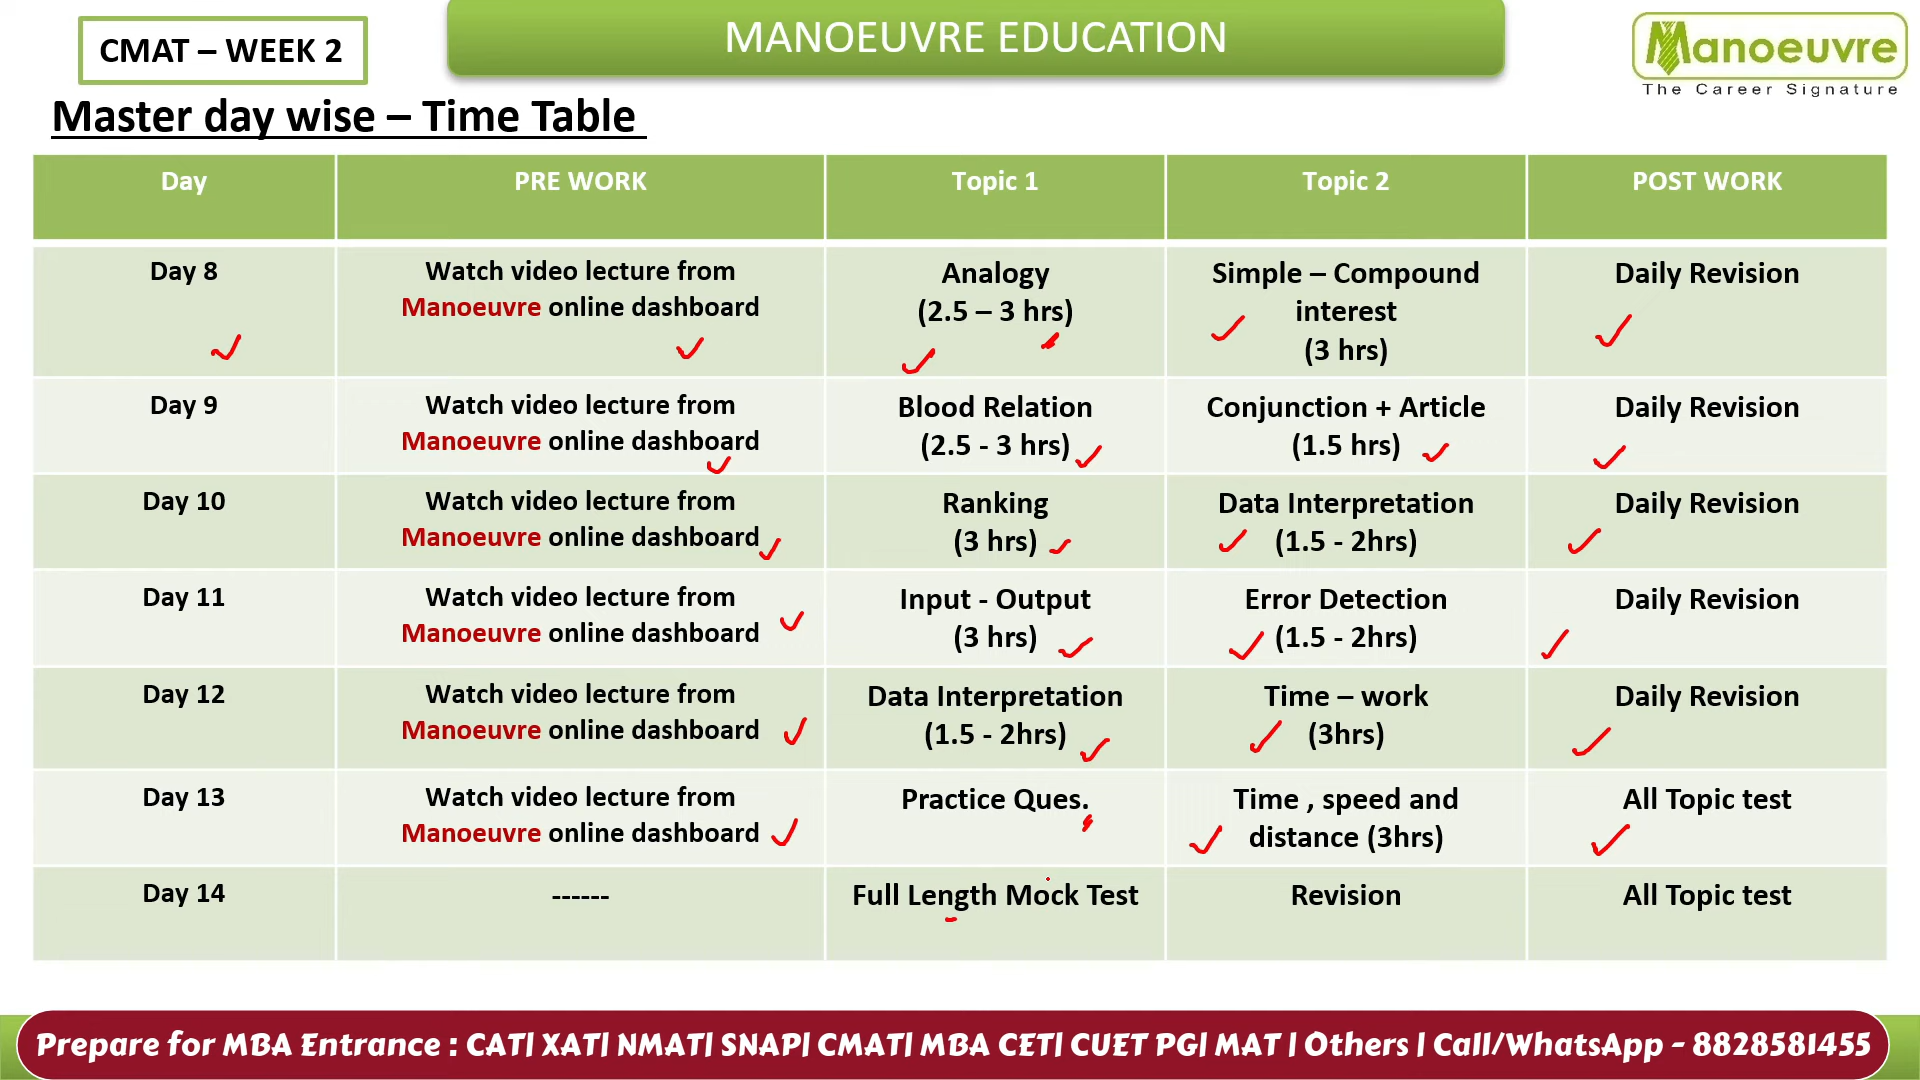 CMAT – WEEK 2
MANOEUVRE EDUCATION
Manoeuvre
The Career Signature
Master day wise – Time Table
Day PRE WORK Topic 1 Topic 2 POST WORK
Day 8
Watch video lecture from
Manoeuvre online dashboard
Analogy
(2.5 – 3 hrs)
Simple – Compound
interest
(3 hrs)
Daily Revision
Day 9
Watch video lecture from
Manoeuvre online dashboard
Blood Relation
(2.5 - 3 hrs)
Conjunction + Article
(1.5 hrs)
Daily Revision
Day 10
Watch video lecture from
Manoeuvre online dashboard
Ranking
(3 hrs)
Data Interpretation
(1.5 - 2hrs)
Daily Revision
Day 11
Watch video lecture from
Manoeuvre online dashboard
Input - Output
(3 hrs)
Error Detection
(1.5 - 2hrs)
Daily Revision
Day 12
Watch video lecture from
Manoeuvre online dashboard
Data Interpretation
(1.5 - 2hrs)
Time – work
(3hrs)
Daily Revision
Day 13
Watch video lecture from
Manoeuvre online dashboard
Practice Ques.
Time , speed and
distance (3hrs)
All Topic test
Day 14
------
Full Length Mock Test
Revision
All Topic test
Prepare for MBA Entrance : CAT| XAT| NMAT| SNAP| CMAT| MBA CET| CUET PG| MAT | Others | Call/WhatsApp - 8828581455